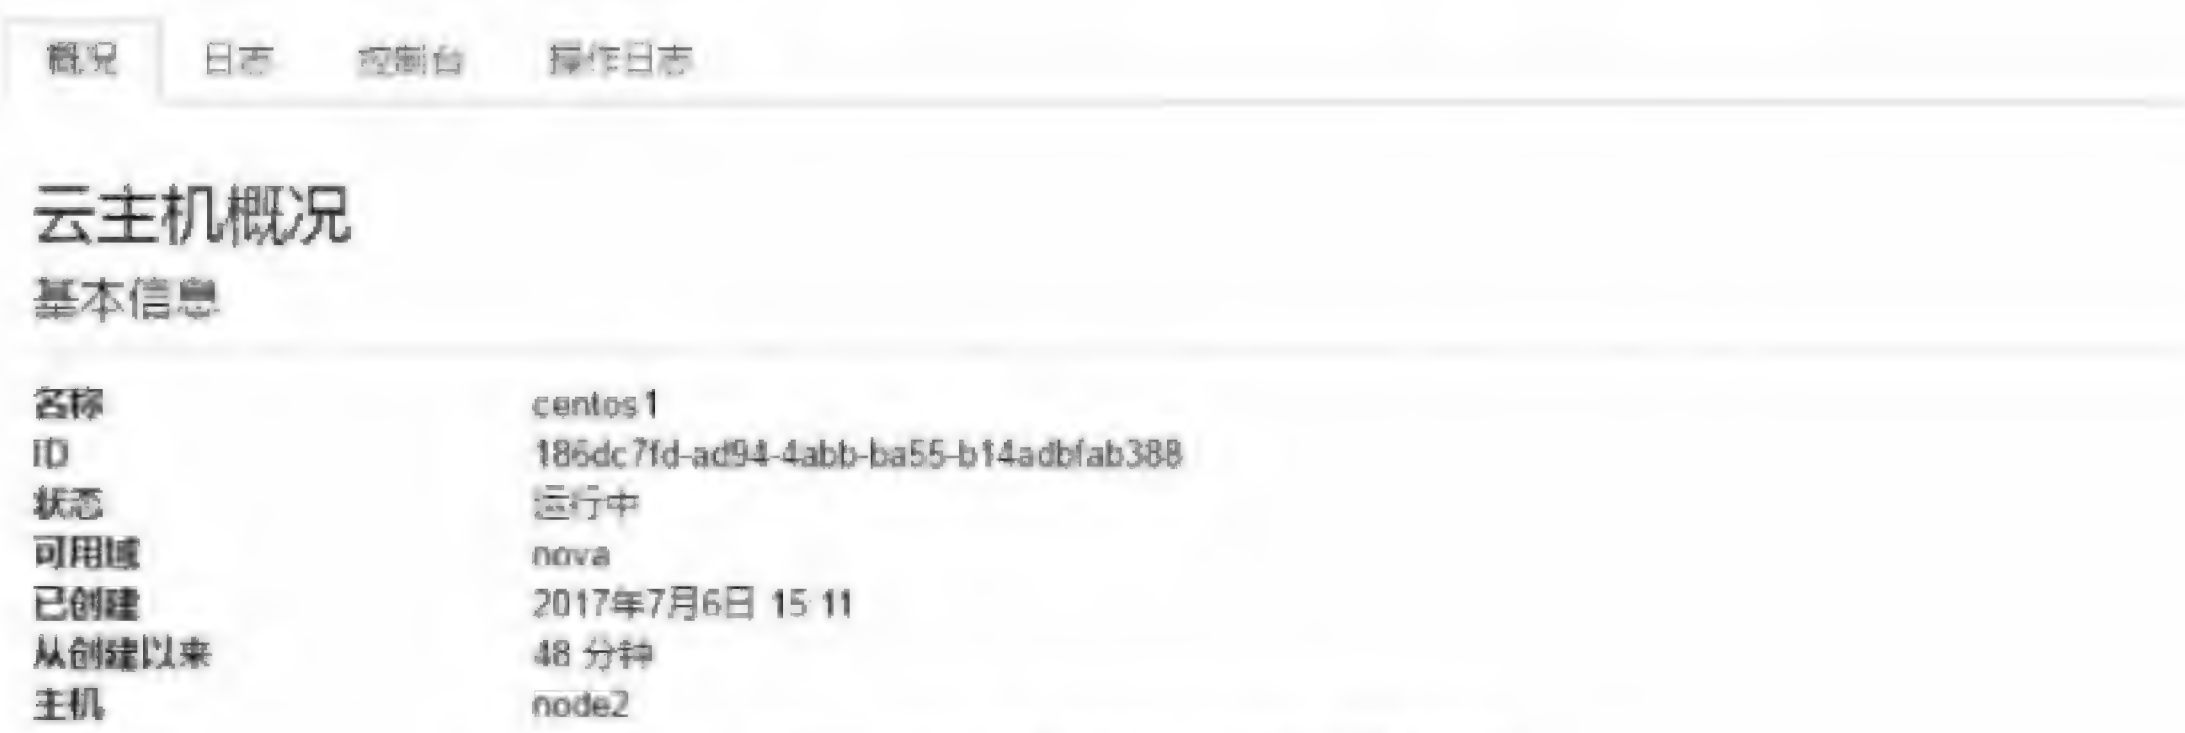 概况 日志 控制台 操作日志
云主机概况
基本信息
名称 centos1
ID 186dc7fd-ad94-4abb-ba55-b14adbfab388
状态 运行中
可用域 nova
已创建 2017年7月6日 15:11
从创建以来 48 分钟
主机 node2